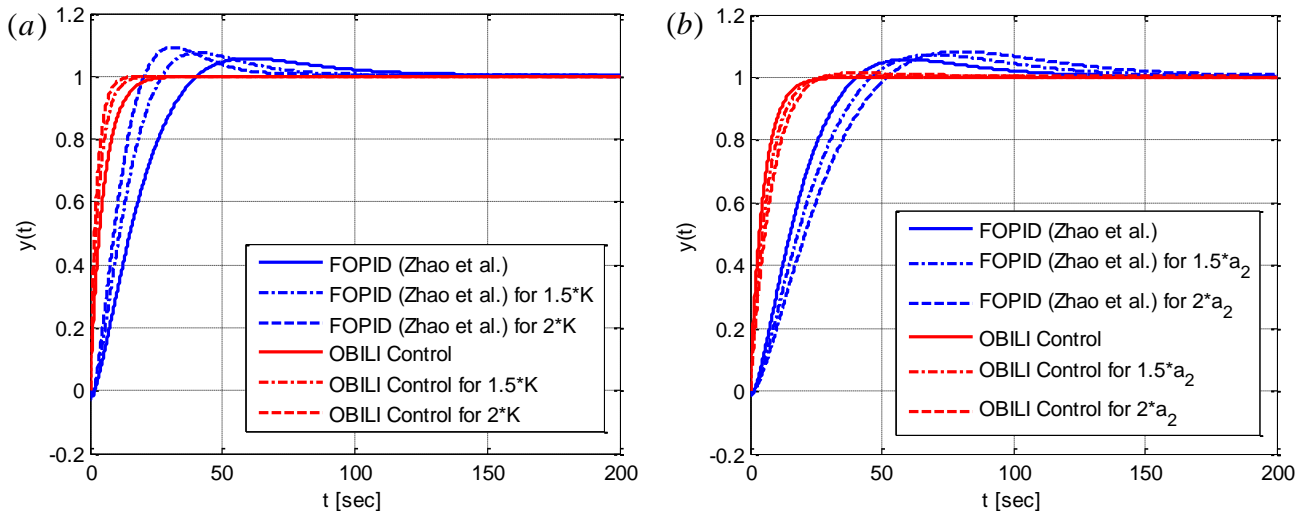 (a)
1.2
1
0.8
0.6
0.4
0.2
0
-0.2
y(t)
0 50 100 150 200
t [sec]
FOPID (Zhao et al.)
FOPID (Zhao et al.) for 1.5*K
FOPID (Zhao et al.) for 2*K
OBILI Control
OBILI Control for 1.5*K
OBILI Control for 2*K
(b)
1.2
1
0.8
0.6
0.4
0.2
0
-0.2
y(t)
0 50 100 150 200
t [sec]
FOPID (Zhao et al.)
FOPID (Zhao et al.) for 1.5*a₂
FOPID (Zhao et al.) for 2*a₂
OBILI Control
OBILI Control for 1.5*a₂
OBILI Control for 2*a₂